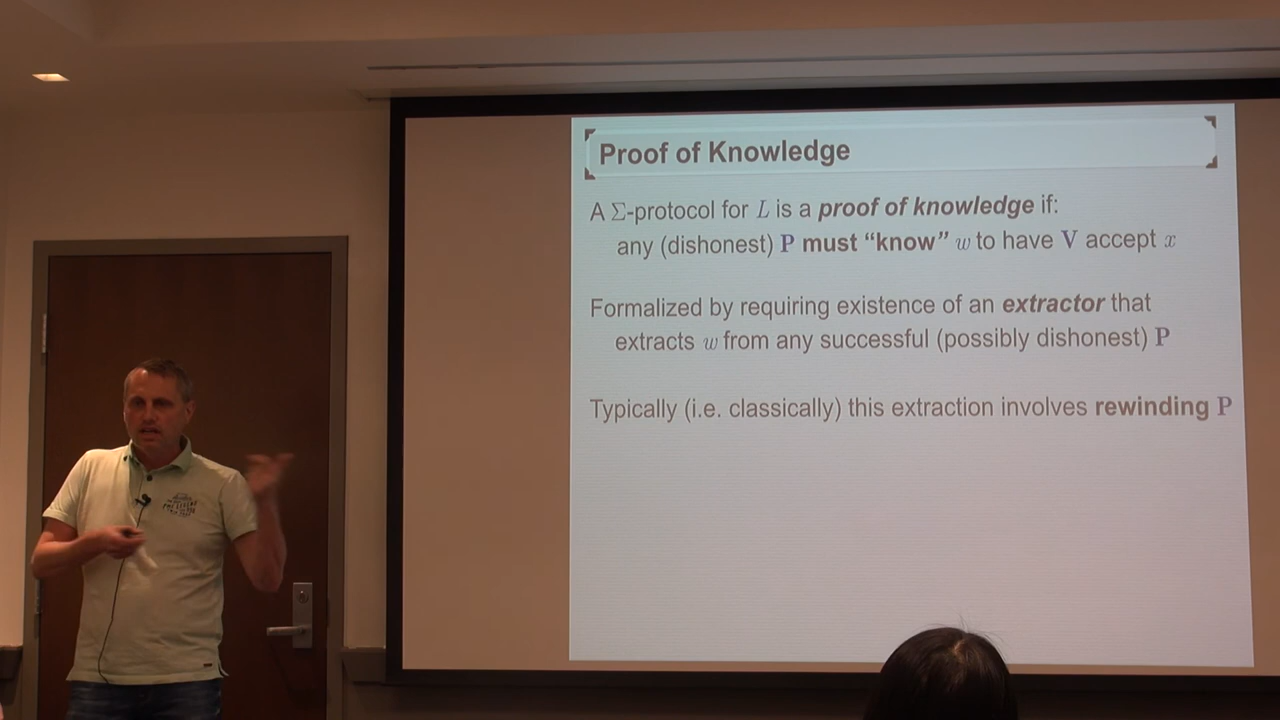 Proof of Knowledge
A Σ-protocol for L is a proof of knowledge if:
any (dishonest) P must “know” w to have V accept x
Formalized by requiring existence of an extractor that
extracts w from any successful (possibly dishonest) P
Typically (i.e. classically) this extraction involves rewinding P